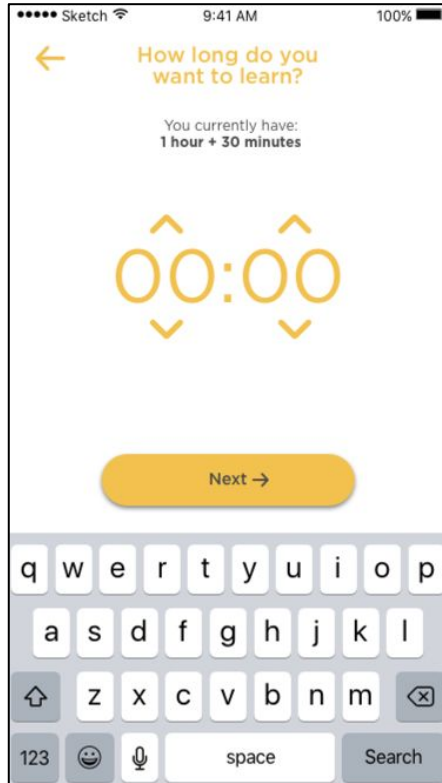 Sketch 9:41 AM 100%
How long do you
want to learn?
You currently have:
1 hour + 30 minutes
00:00
Next →
q w e r t y u i o p
a s d f g h j k l
z x c v b n m
123 space Search